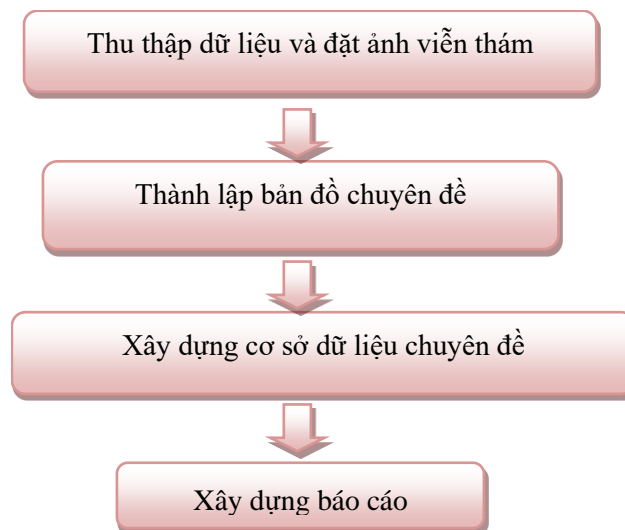 Thu thập dữ liệu và đặt ảnh viễn thám
Thành lập bản đồ chuyên đề
Xây dựng cơ sở dữ liệu chuyên đề
Xây dựng báo cáo